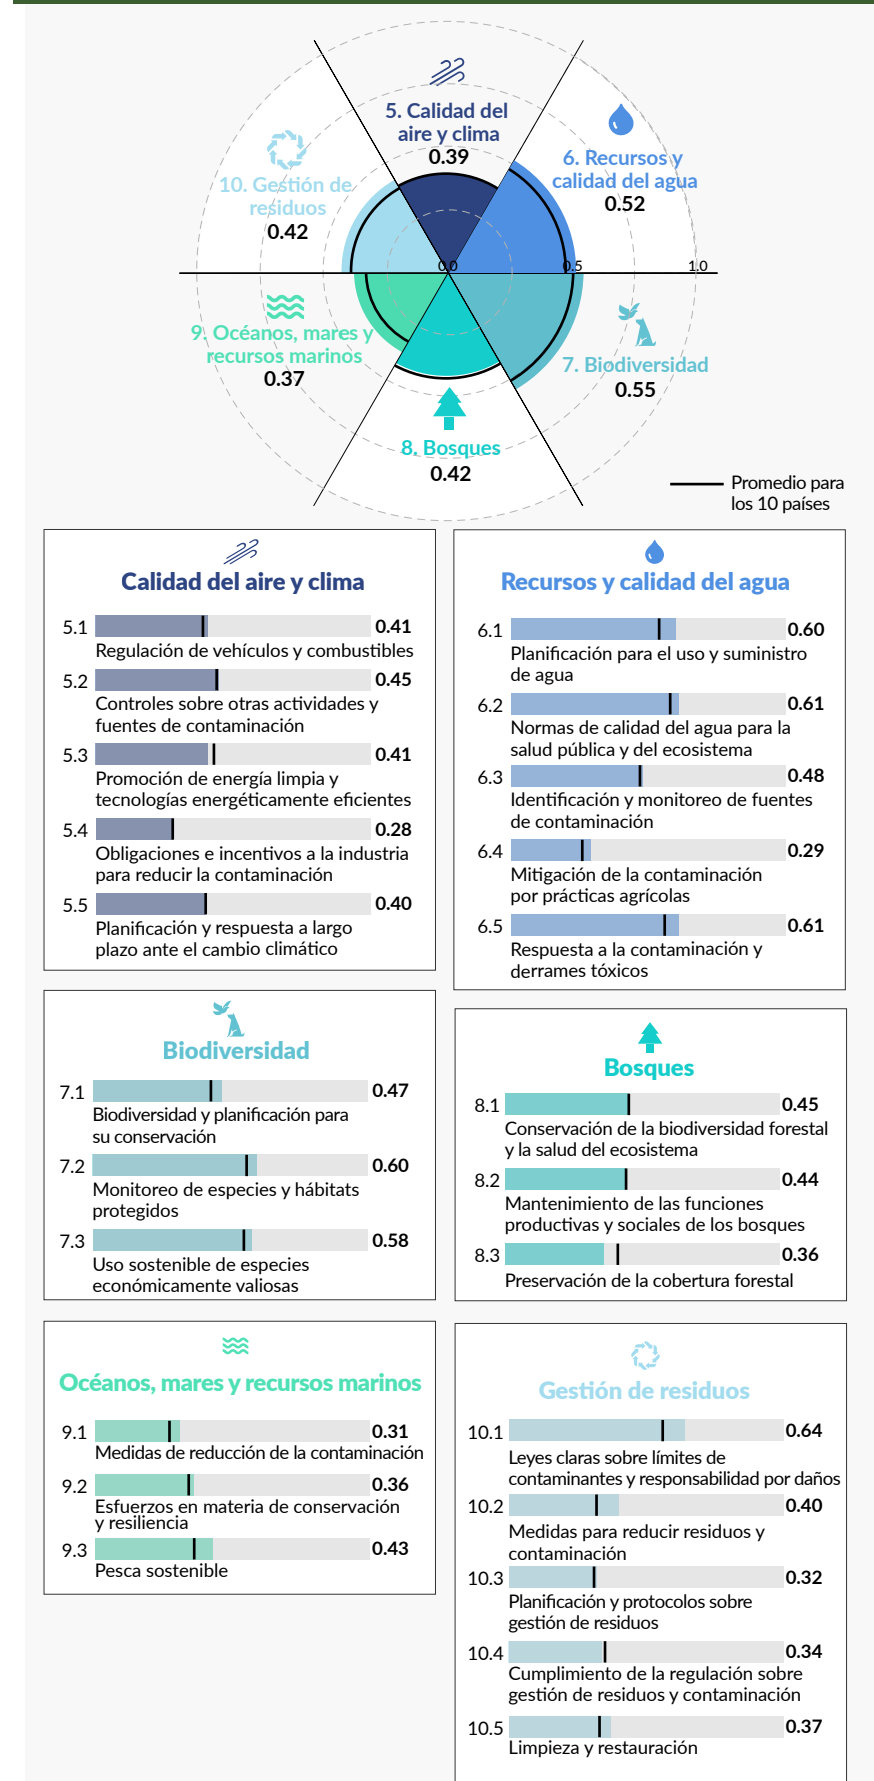 5. Calidad del
aire y clima
0.39
6. Recursos y
calidad del agua
0.52
10. Gestión de
residuos
0.42
0.0
0.5
1.0
9. Océanos, mares y
recursos marinos
0.37
7. Biodiversidad
0.55
8. Bosques
0.42
Promedio para
los 10 países
Calidad del aire y clima
5.1
0.41
Regulación de vehículos y combustibles
5.2
0.45
Controles sobre otras actividades y
fuentes de contaminación
5.3
0.41
Promoción de energía limpia y
tecnologías energéticamente eficientes
5.4
0.28
Obligaciones e incentivos a la industria
para reducir la contaminación
5.5
0.40
Planificación y respuesta a largo
plazo ante el cambio climático
Recursos y calidad del agua
6.1
0.60
Planificación para el uso y suministro
de agua
6.2
0.61
Normas de calidad del agua para la
salud pública y del ecosistema
6.3
0.48
Identificación y monitoreo de fuentes
de contaminación
6.4
0.29
Mitigación de la contaminación
por prácticas agrícolas
6.5
0.61
Respuesta a la contaminación y
derrames tóxicos
Biodiversidad
7.1
0.47
Biodiversidad y planificación para
su conservación
7.2
0.60
Monitoreo de especies y hábitats
protegidos
7.3
0.58
Uso sostenible de especies
económicamente valiosas
Bosques
8.1
0.45
Conservación de la biodiversidad forestal
y la salud del ecosistema
8.2
0.44
Mantenimiento de las funciones
productivas y sociales de los bosques
8.3
0.36
Preservación de la cobertura forestal
Océanos, mares y recursos marinos
9.1
0.31
Medidas de reducción de la contaminación
9.2
0.36
Esfuerzos en materia de conservación
y resiliencia
9.3
0.43
Pesca sostenible
Gestión de residuos
10.1
0.64
Leyes claras sobre límites de
contaminantes y responsabilidad por daños
10.2
0.40
Medidas para reducir residuos y
contaminación
10.3
0.32
Planificación y protocolos sobre
gestión de residuos
10.4
0.34
Cumplimiento de la regulación sobre
gestión de residuos y contaminación
10.5
0.37
Limpieza y restauración